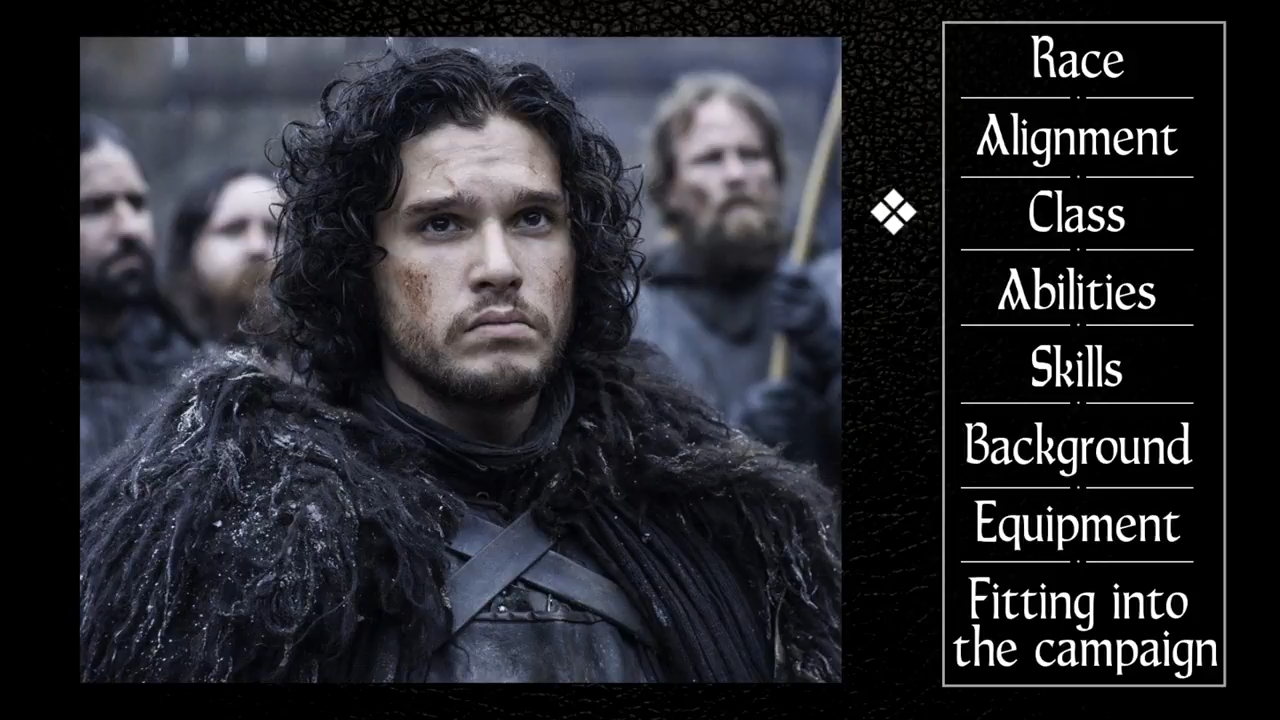 Race
Alignment
Class
Abilities
Skills
Background
Equipment
Fitting into
the campaign